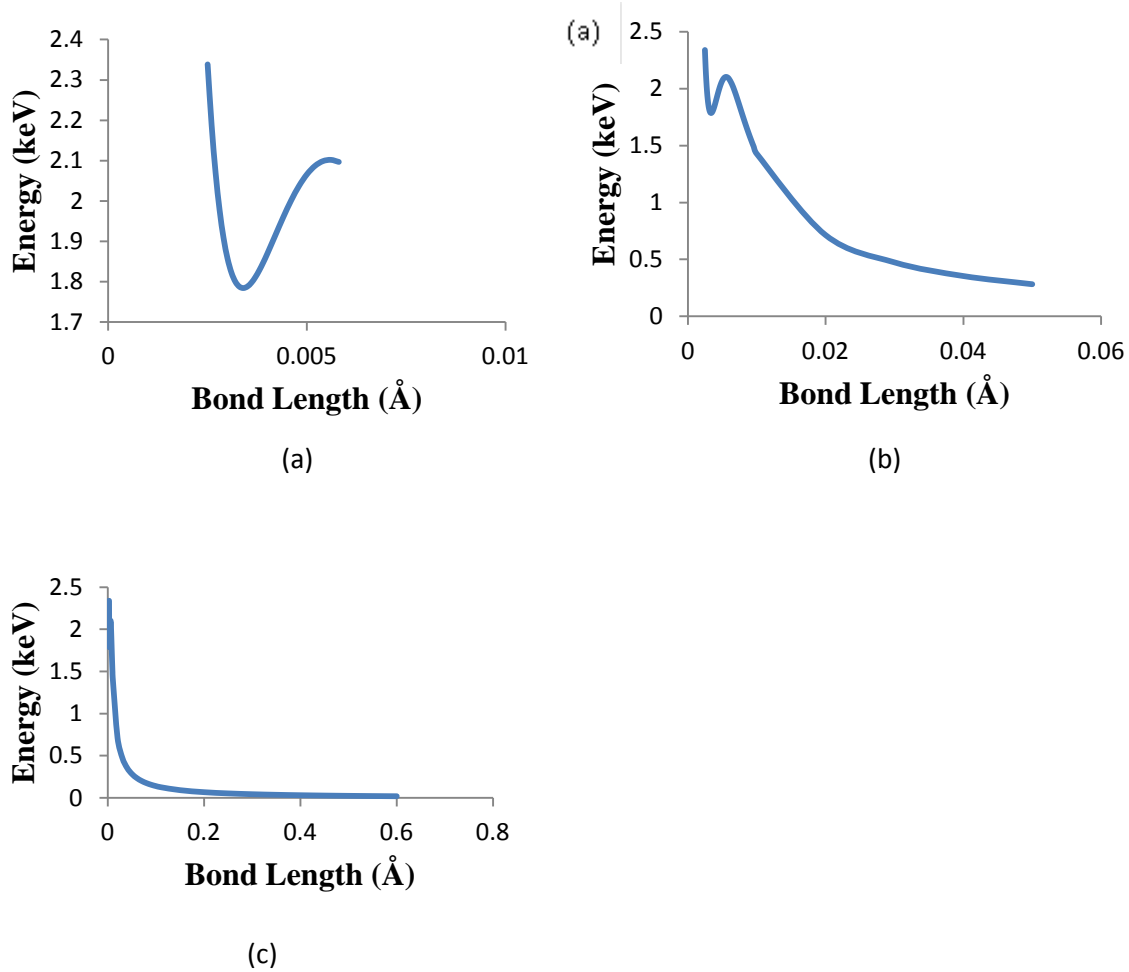 2.4
2.3
2.2
2.1
2
1.9
1.8
1.7
0 0.005 0.01
Energy (keV)
Bond Length (Å)
(a)
(a)
2.5
2
1.5
1
0.5
0
0 0.02 0.04 0.06
Energy (keV)
Bond Length (Å)
(b)
2.5
2
1.5
1
0.5
0
0 0.2 0.4 0.6 0.8
Energy (keV)
Bond Length (Å)
(c)